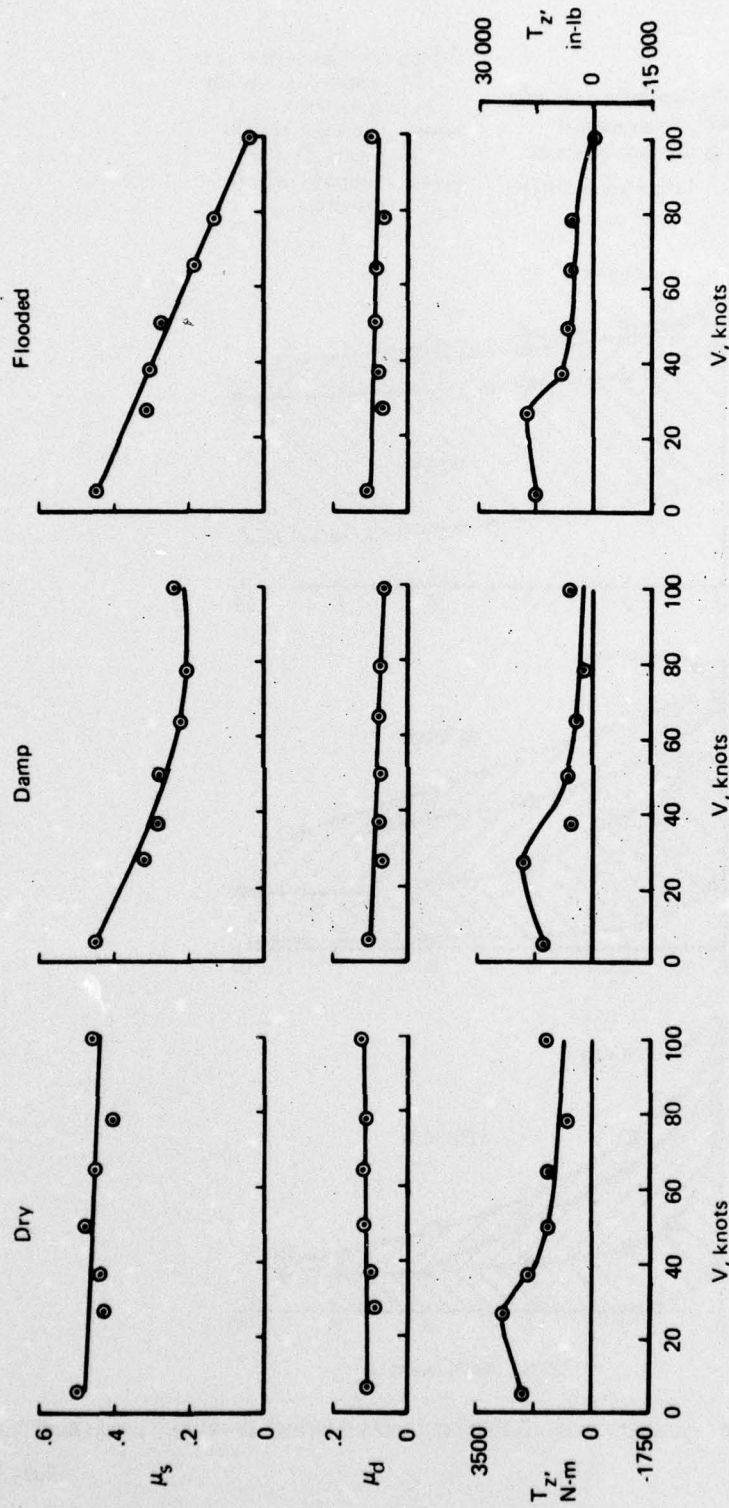 Dry
Damp
Flooded
.6
.4
.2
0
μs
.2
0
μd
3500
0
-1750
Tz',
N-m
30 000
0
-15 000
Tz',
in-lb
0 20 40 60 80 100
0 20 40 60 80 100
0 20 40 60 80 100
V, knots
V, knots
V, knots